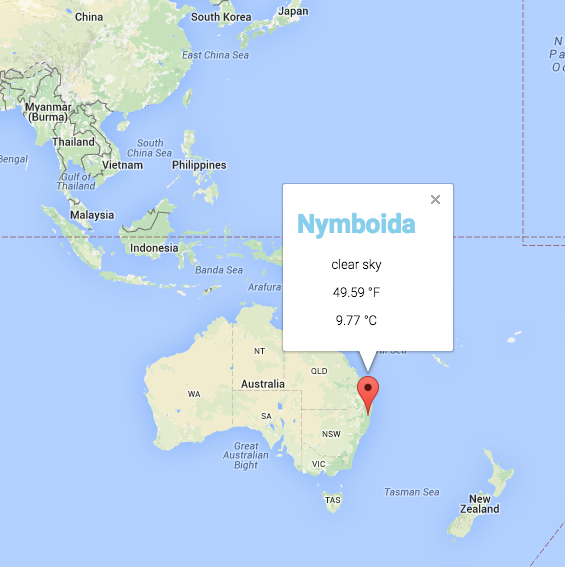 China
South Korea
Japan
East China Sea
N
Pa
Oc
Myanmar
(Burma)
Thailand
South
China Sea
Bengal
Vietnam
Philippines
Gulf of
Thailand
×
Malaysia
Nymboida
Indonesia
clear sky
Banda Sea
Arafura
49.59 °F
9.77 °C
Sea
NT
QLD
Australia
WA
SA
NSW
Great
Australian
Bight
VIC
TAS
Tasman Sea
New
Zealand